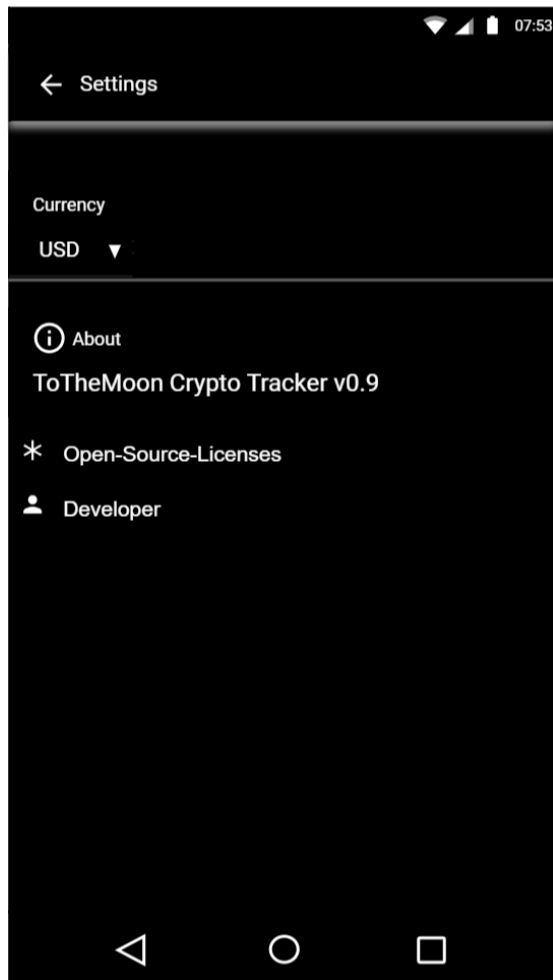 07:53
Settings
Currency
USD
About
ToTheMoon Crypto Tracker v0.9
Open-Source-Licenses
Developer